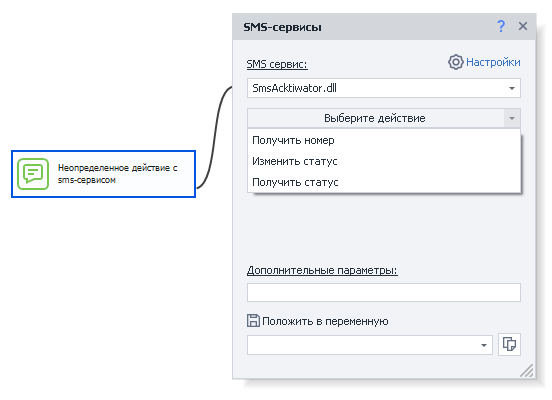 SMS-сервисы
?
SMS сервис:
Настройки
SmsAcktiwator.dll
Выберите действие
Получить номер
Изменить статус
Получить статус
Неопределенное действие с
sms-сервисом
Дополнительные параметры:
Положить в переменную